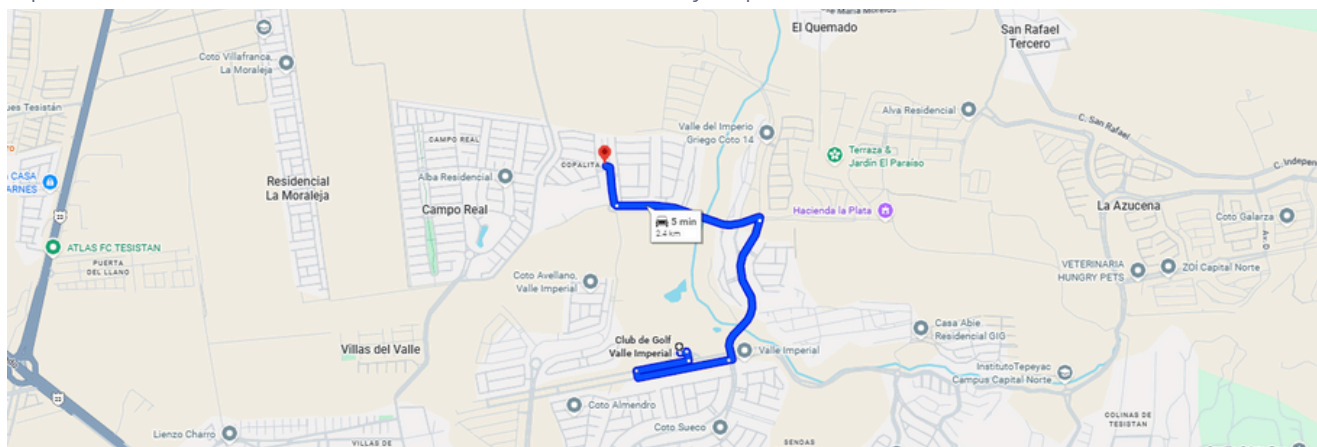 El Quemado
San Rafael
Tercero
Coto Villafranca,
La Moraleja
Alva Residencial
C. San Rafael
Valle del Imperio
Griego Coto 14
CAMPO REAL
COPALITA
Terraza &
Jardín El Paraíso
Residencial
La Moraleja
Alba Residencial
Campo Real
5 min
2.4 km
Hacienda la Plata
La Azucena
Coto Galarza
ATLAS FC TESISTAN
PUERTA
DEL LLANO
Coto Avellano,
Valle Imperial
VETERINARIA
HUNGRY PETS
ZOÍ Capital Norte
Casa Abie
Residencial GIG
Club de Golf
Valle Imperial
Villas del Valle
Valle Imperial
InstitutoTepeyac
Campus Capital Norte
Coto Almendro
Coto Sueco
Lienzo Charro
VILLAS DE
SENDAS
COLINAS DE
TESISTAN